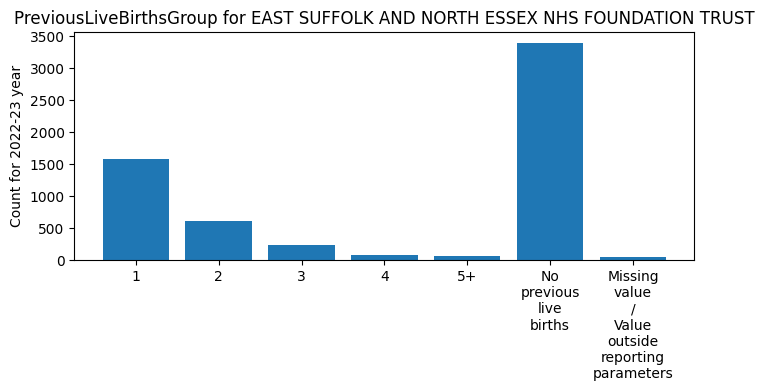 PreviousLiveBirthsGroup for EAST SUFFOLK AND NORTH ESSEX NHS FOUNDATION TRUST
Count for 2022-23 year
3500
3000
2500
2000
1500
1000
500
0
1
2
3
4
5+
No
previous
live
births
Missing
value
/
Value
outside
reporting
parameters